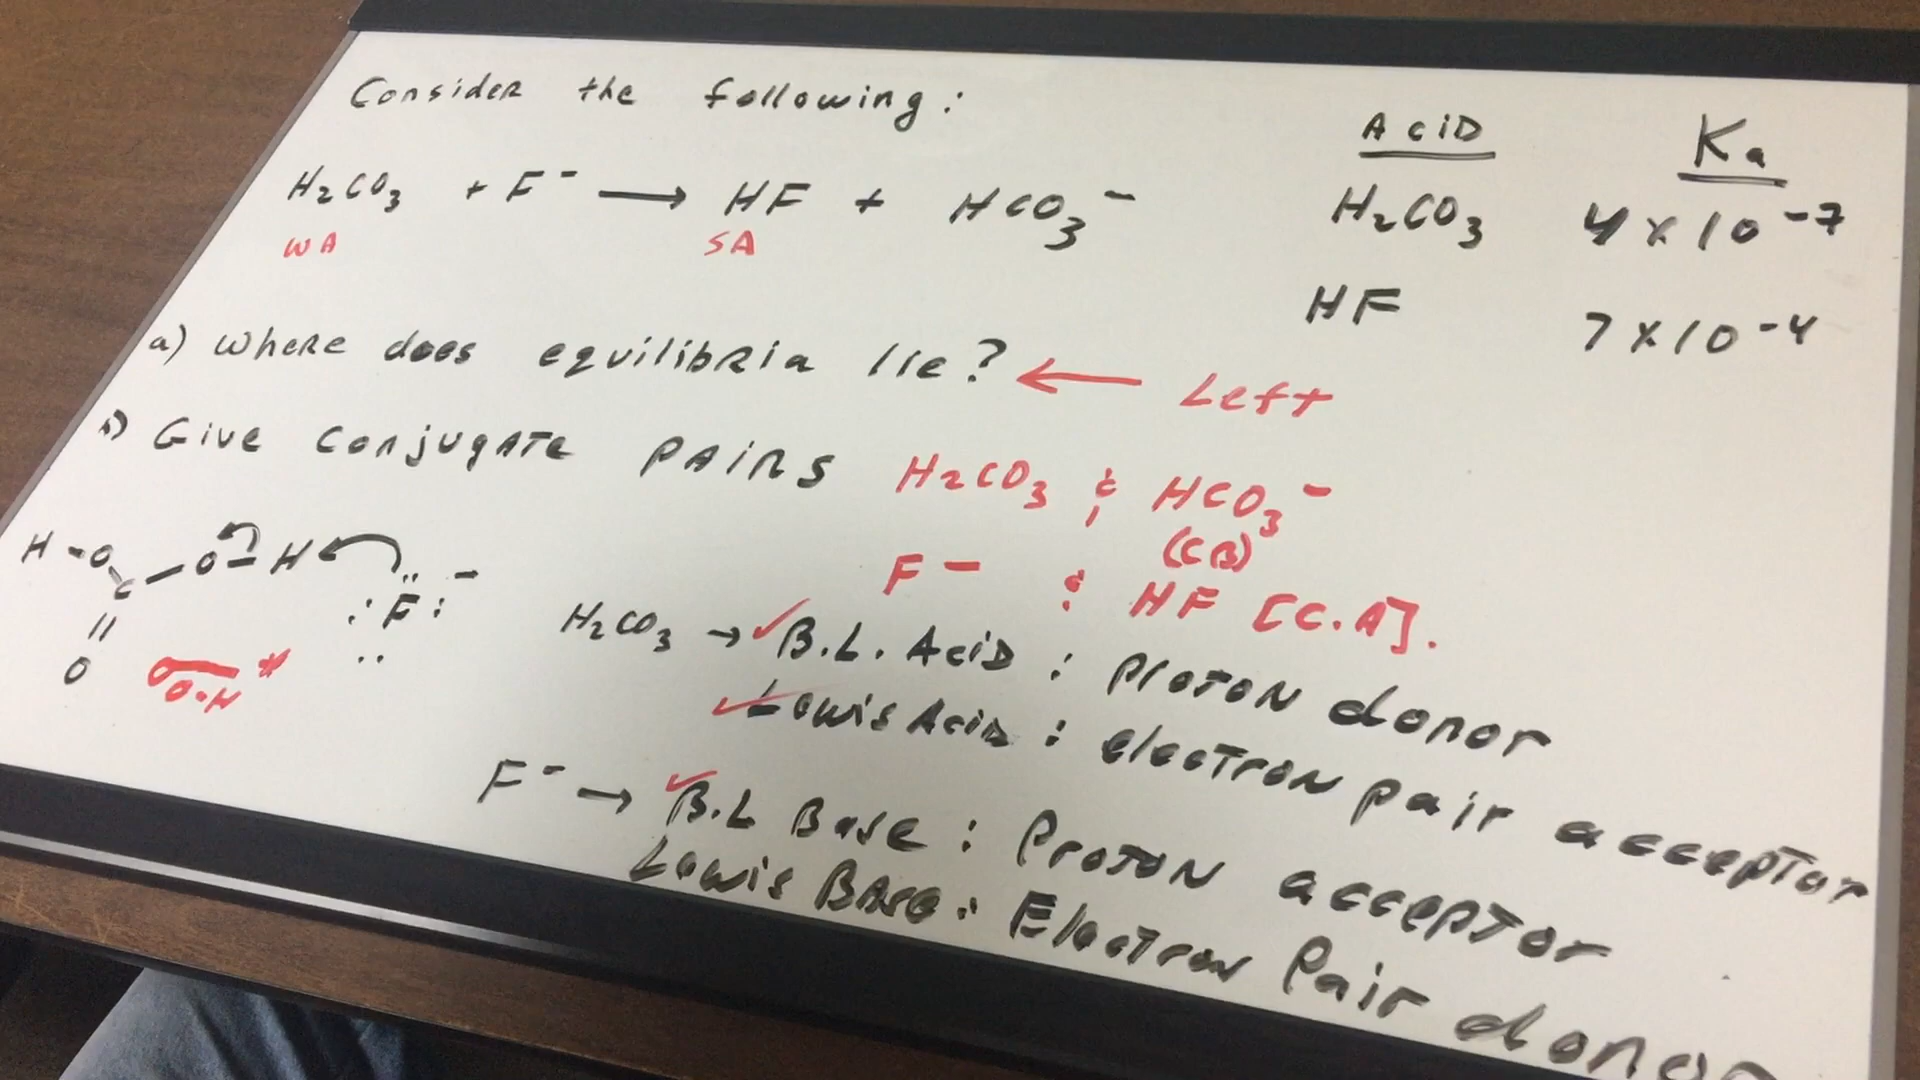 Consider the following:
Acid Ka
H₂CO₃ + F⁻ ⟶ HF + HCO₃⁻
WA SA
H₂CO₃ 4 x 10⁻⁷
HF 7 x 10⁻⁴
a) Where does equilibria lie? ← Left
b) Give conjugate pairs H₂CO₃ & HCO₃⁻
(CB)
F⁻ & HF [C.A].
H - O C - O - H :F: ⁻
|| O
O-H
H₂CO₃ → ✓ B.L. Acid : Proton donor
✓ Lewis Acid : electron pair acceptor
F⁻ → ✓ B.L Base : Proton acceptor
Lewis Base : Electron Pair donor